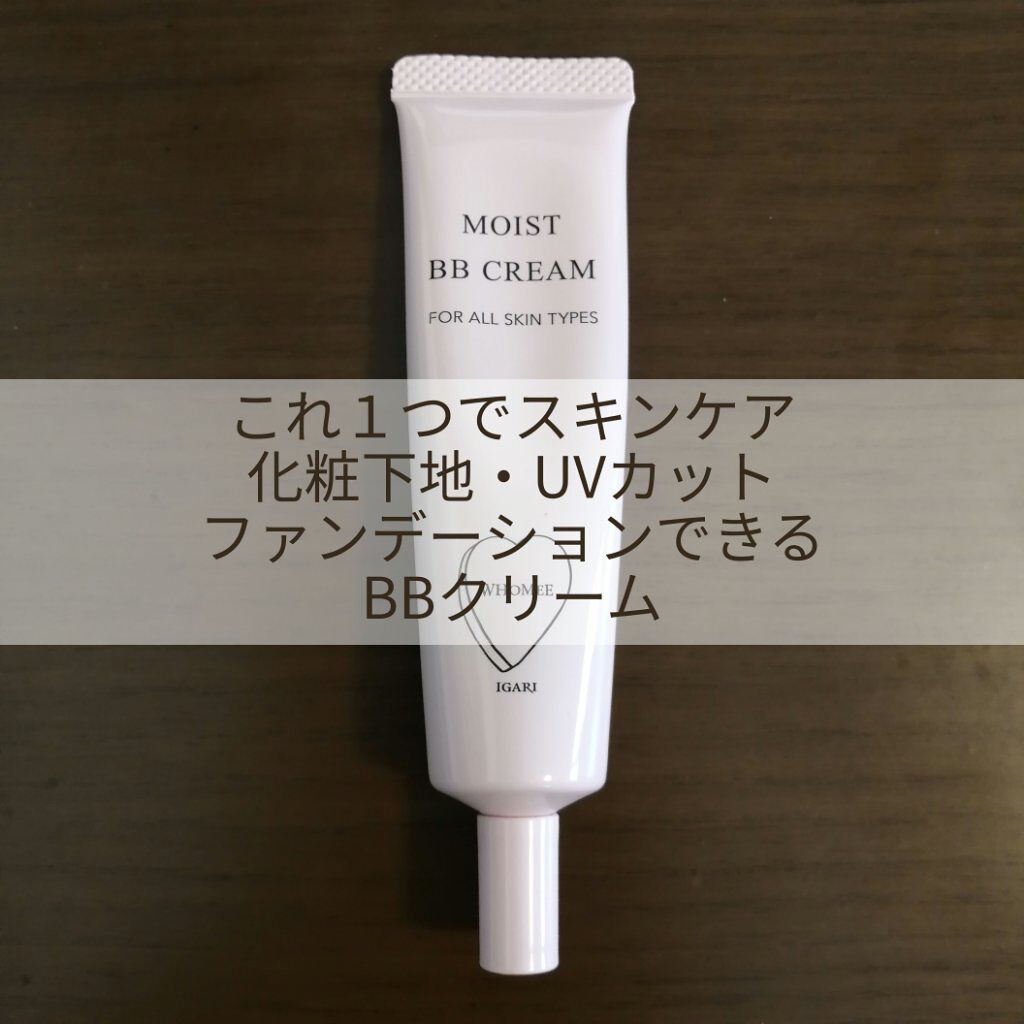 MOIST
BB CREAM
FOR ALL SKIN TYPES
これ１つでスキンケア
化粧下地・UVカット
ファンデーションできる
WHOMEE
BBクリーム
IGARI